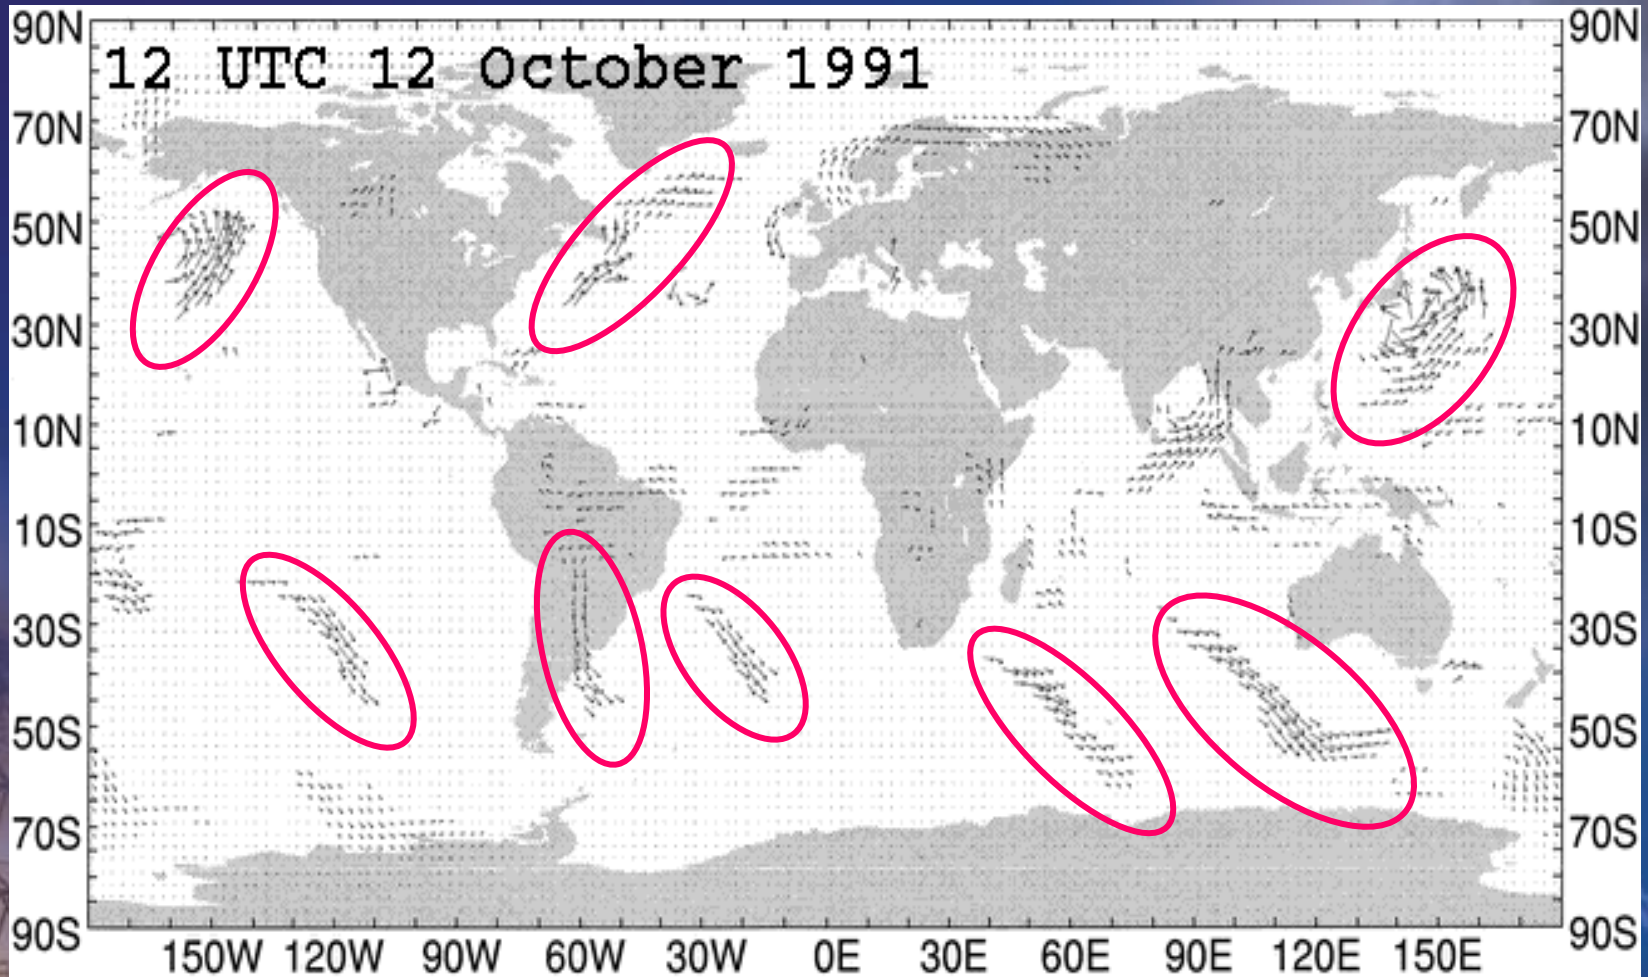 12 UTC 12 October 1991
90N 90N
70N 70N
50N 50N
30N 30N
10N 10N
10S 10S
30S 30S
50S 50S
70S 70S
90S 90S
150W 120W 90W 60W 30W 0E 30E 60E 90E 120E 150E